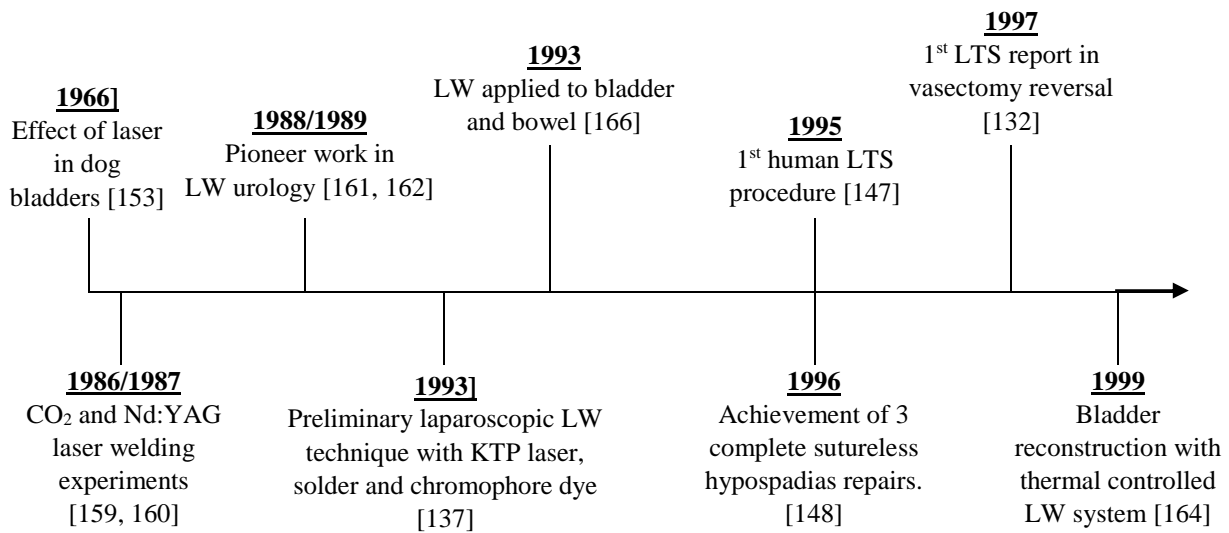 1966]
Effect of laser
in dog
bladders [153]
1986/1987
CO₂ and Nd:YAG
laser welding
experiments
[159, 160]
1988/1989
Pioneer work in
LW urology [161, 162]
1993]
Preliminary laparoscopic LW
technique with KTP laser,
solder and chromophore dye
[137]
1993
LW applied to bladder
and bowel [166]
1995
1ˢᵗ human LTS
procedure [147]
1996
Achievement of 3
complete sutureless
hypospadias repairs.
[148]
1997
1ˢᵗ LTS report in
vasectomy reversal
[132]
1999
Bladder
reconstruction with
thermal controlled
LW system [164]